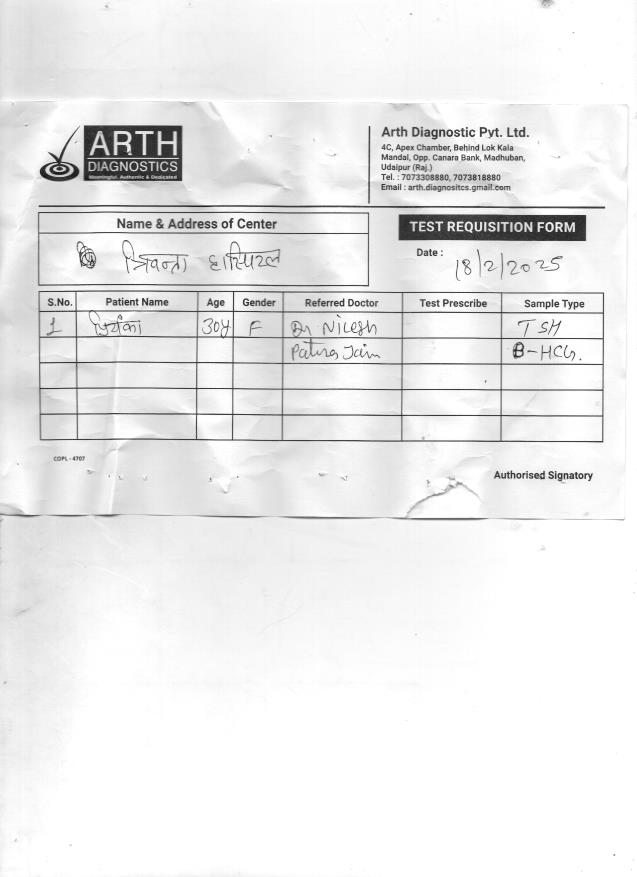 ARTH
DIAGNOSTICS
Meaningful, Authentic & Dedicated
Arth Diagnostic Pyt. Ltd.
4C, Apex Chamber, Behind Lok Kala
Mandal, Opp. Canara Bank, Madhuban,
Udaipur (Raj.)
Tel. : 7073308880, 7073818880
Email : arth.diagnositcs.gmail.com
Name & Address of Center
हास्पिटल
TEST REQUISITION FORM
Date : 18/2/2025
S.No. Patient Name Age Gender Referred Doctor Test Prescribe Sample Type
1 प्रियंका 30y F Dr Nilesh TSH
Jain B-HCG.
COPL - 4707
Authorised Signatory